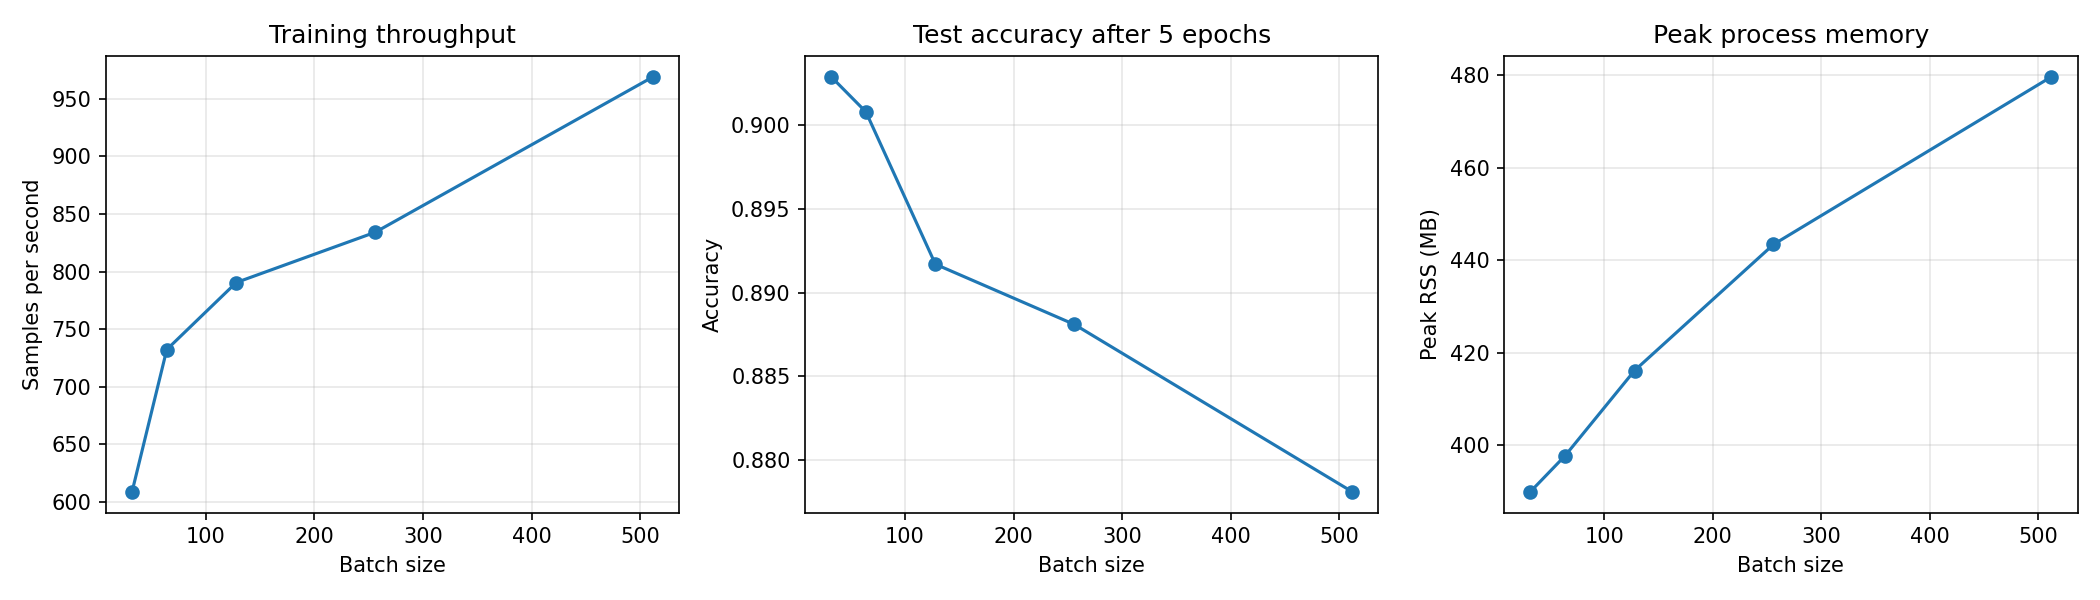 Training throughput
Samples per second
950
900
850
800
750
700
650
600
100 200 300 400 500
Batch size
Test accuracy after 5 epochs
Accuracy
0.900
0.895
0.890
0.885
0.880
100 200 300 400 500
Batch size
Peak process memory
Peak RSS (MB)
480
460
440
420
400
100 200 300 400 500
Batch size